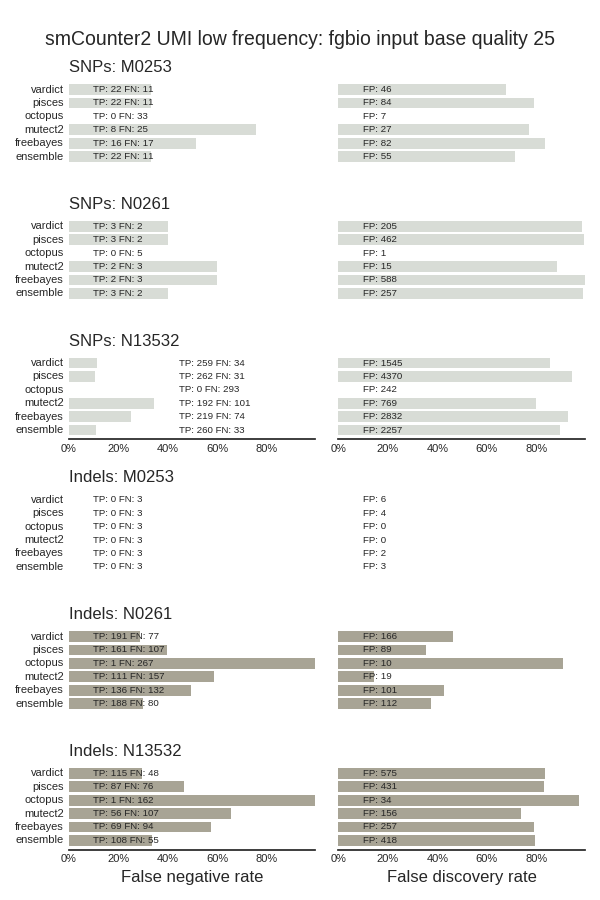 smCounter2 UMI low frequency: fgbio input base quality 25
SNPs: M0253
vardict TP: 22 FN: 11 FP: 46
pisces TP: 22 FN: 11 FP: 84
octopus TP: 0 FN: 33 FP: 7
mutect2 TP: 8 FN: 25 FP: 27
freebayes TP: 16 FN: 17 FP: 82
ensemble TP: 22 FN: 11 FP: 55
SNPs: N0261
vardict TP: 3 FN: 2 FP: 205
pisces TP: 3 FN: 2 FP: 462
octopus TP: 0 FN: 5 FP: 1
mutect2 TP: 2 FN: 3 FP: 15
freebayes TP: 2 FN: 3 FP: 588
ensemble TP: 3 FN: 2 FP: 257
SNPs: N13532
vardict TP: 259 FN: 34 FP: 1545
pisces TP: 262 FN: 31 FP: 4370
octopus TP: 0 FN: 293 FP: 242
mutect2 TP: 192 FN: 101 FP: 769
freebayes TP: 219 FN: 74 FP: 2832
ensemble TP: 260 FN: 33 FP: 2257
0% 20% 40% 60% 80% 0% 20% 40% 60% 80%
Indels: M0253
vardict TP: 0 FN: 3 FP: 6
pisces TP: 0 FN: 3 FP: 4
octopus TP: 0 FN: 3 FP: 0
mutect2 TP: 0 FN: 3 FP: 0
freebayes TP: 0 FN: 3 FP: 2
ensemble TP: 0 FN: 3 FP: 3
Indels: N0261
vardict TP: 191 FN: 77 FP: 166
pisces TP: 161 FN: 107 FP: 89
octopus TP: 1 FN: 267 FP: 10
mutect2 TP: 111 FN: 157 FP: 19
freebayes TP: 136 FN: 132 FP: 101
ensemble TP: 188 FN: 80 FP: 112
Indels: N13532
vardict TP: 115 FN: 48 FP: 575
pisces TP: 87 FN: 76 FP: 431
octopus TP: 1 FN: 162 FP: 34
mutect2 TP: 56 FN: 107 FP: 156
freebayes TP: 69 FN: 94 FP: 257
ensemble TP: 108 FN: 55 FP: 418
0% 20% 40% 60% 80% 0% 20% 40% 60% 80%
False negative rate False discovery rate